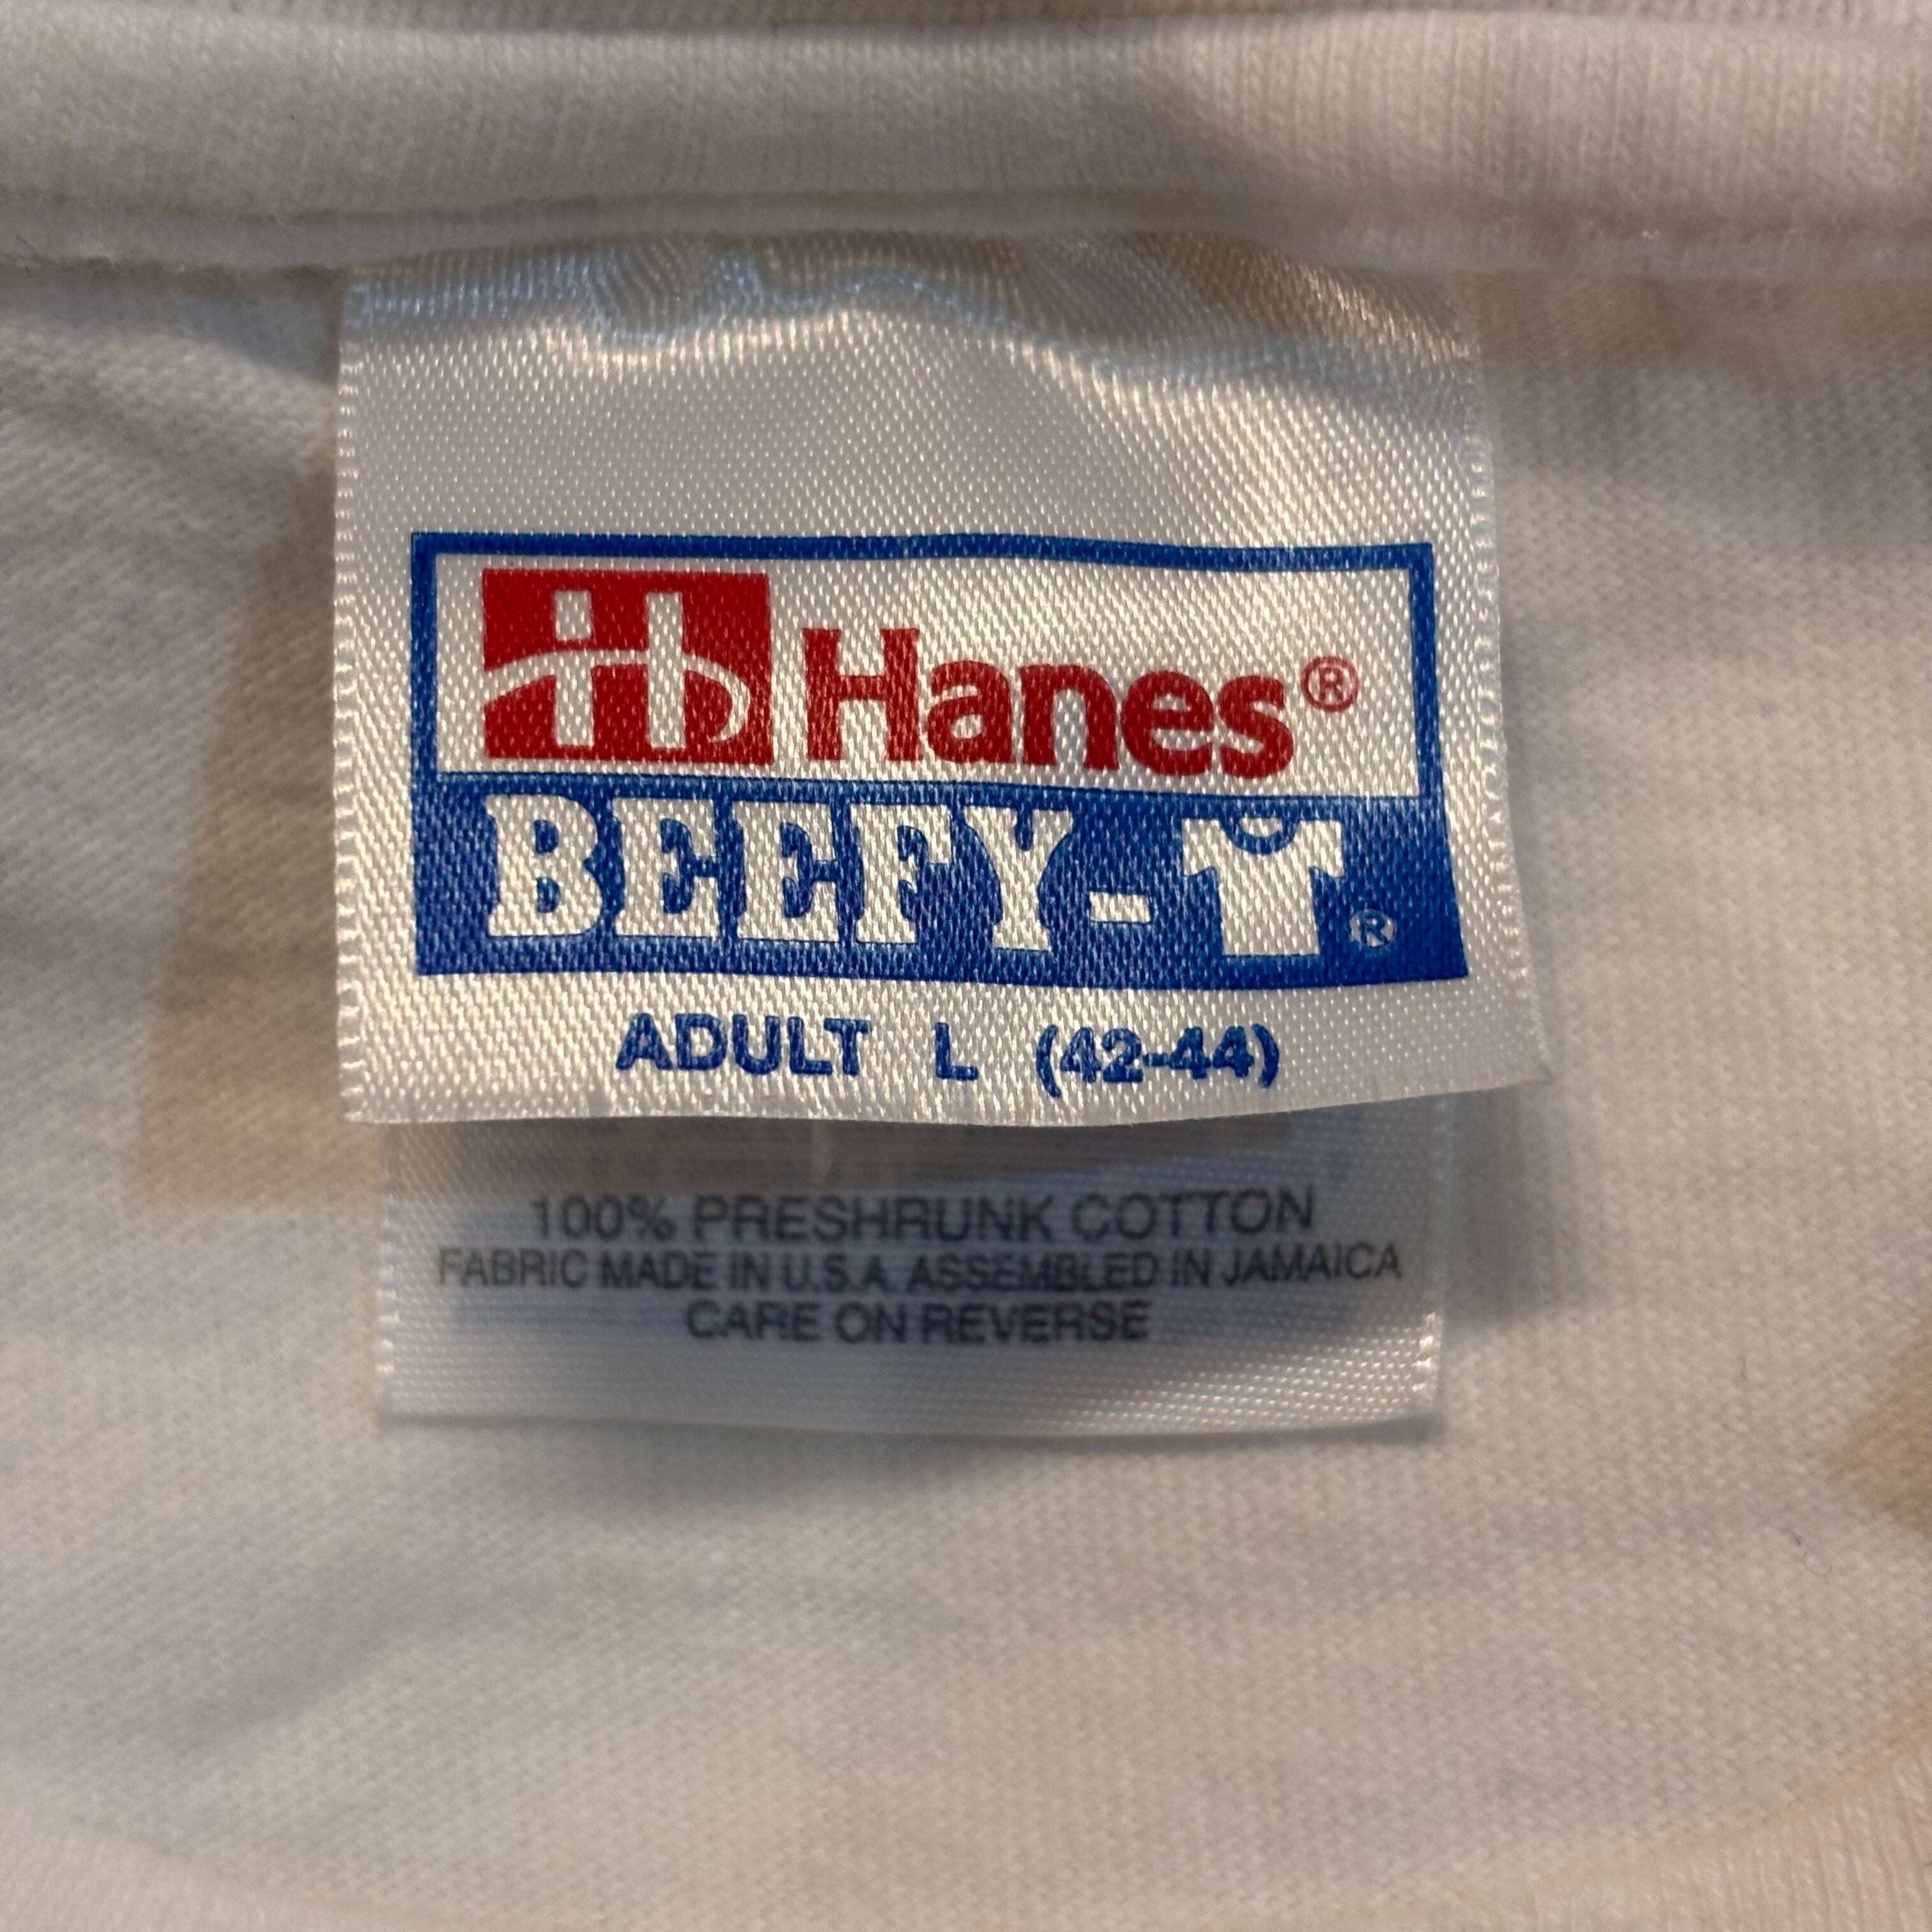 Hanes®
BEEFY-T®
ADULT L (42-44)
100% PRESHRUNK COTTON
FABRIC MADE IN U.S.A. ASSEMBLED IN JAMAICA
CARE ON REVERSE